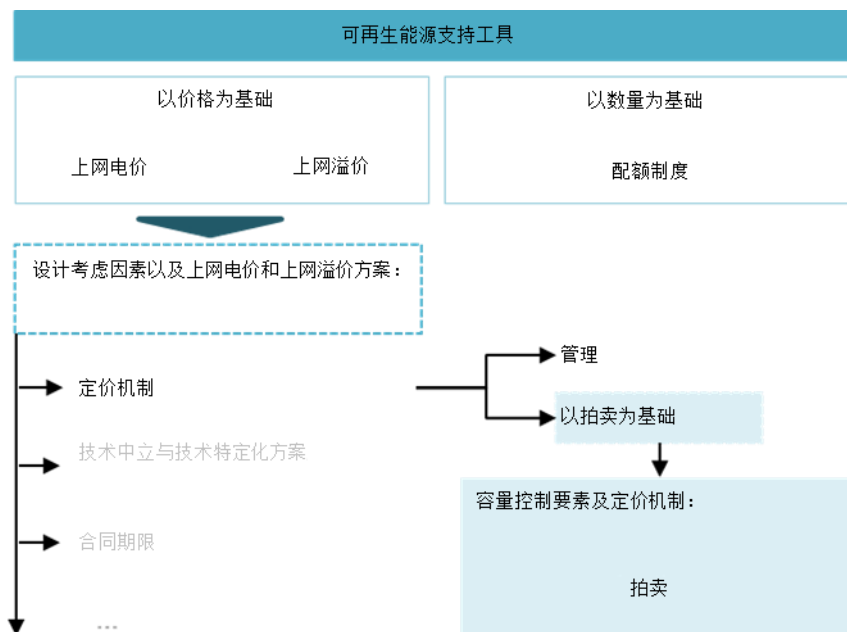 可再生能源支持工具
以价格为基础
以数量为基础
上网电价
上网溢价
配额制度
设计考虑因素以及上网电价和上网溢价方案：
管理
定价机制
以拍卖为基础
技术中立与技术特定化方案
容量控制要素及定价机制：
合同期限
拍卖
...